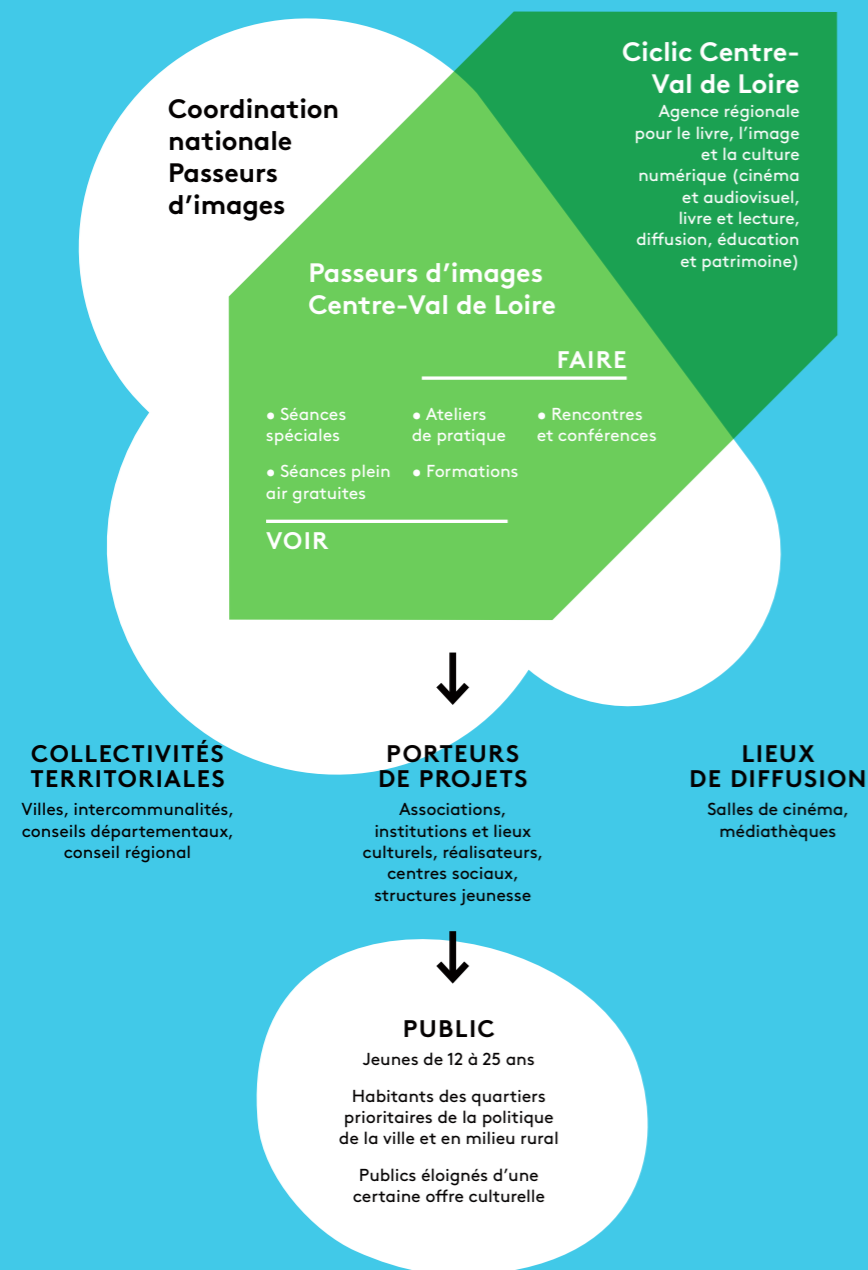 Coordination
nationale
Passeurs
d’images
Ciclic Centre-
Val de Loire
Agence régionale
pour le livre, l’image
et la culture
numérique (cinéma
et audiovisuel,
livre et lecture,
diffusion, éducation
et patrimoine)
Passeurs d’images
Centre-Val de Loire
FAIRE
• Séances
spéciales
• Séances plein
air gratuites
• Ateliers
de pratique
• Formations
• Rencontres
et conférences
VOIR
COLLECTIVITÉS
TERRITORIALES
Villes, intercommunalités,
conseils départementaux,
conseil régional
PORTEURS
DE PROJETS
Associations,
institutions et lieux
culturels, réalisateurs,
centres sociaux,
structures jeunesse
LIEUX
DE DIFFUSION
Salles de cinéma,
médiathèques
PUBLIC
Jeunes de 12 à 25 ans
Habitants des quartiers
prioritaires de la politique
de la ville et en milieu rural
Publics éloignés d’une
certaine offre culturelle